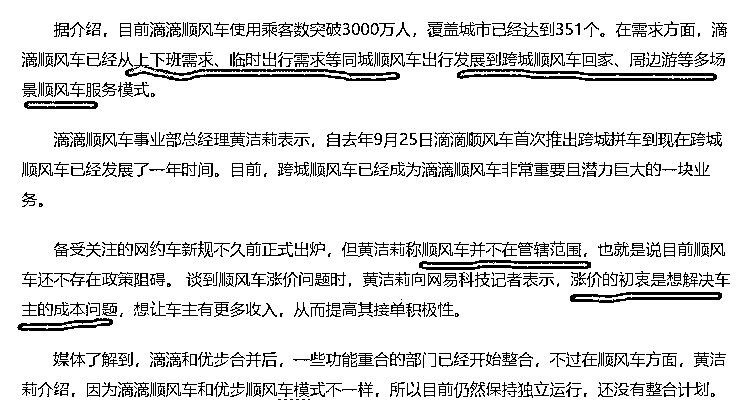 据介绍，目前滴滴顺风车使用乘客数突破3000万人，覆盖城市已经达到351个。在需求方面，滴
滴顺风车已经从上下班需求、临时出行需求等同城顺风车出行发展到跨城顺风车回家、周边游等多场
景顺风车服务模式。
滴滴顺风车事业部总经理黄洁莉表示，自去年9月25日滴滴顺风车首次推出跨城拼车到现在跨城
顺风车已经发展了一年时间。目前，跨城顺风车已经成为滴滴顺风车非常重要且潜力巨大的一块业
务。
备受关注的网约车新规不久前正式出炉，但黄洁莉称顺风车并不在管辖范围，也就是说目前顺风
车还不存在政策阻碍。 谈到顺风车涨价问题时，黄洁莉向网易科技记者表示，涨价的初衷是想解决车
主的成本问题，想让车主有更多收入，从而提高其接单积极性。
媒体了解到，滴滴和优步合并后，一些功能重合的部门已经开始整合，不过在顺风车方面，黄洁
莉介绍，因为滴滴顺风车和优步顺风车模式不一样，所以目前仍然保持独立运行，还没有整合计划。